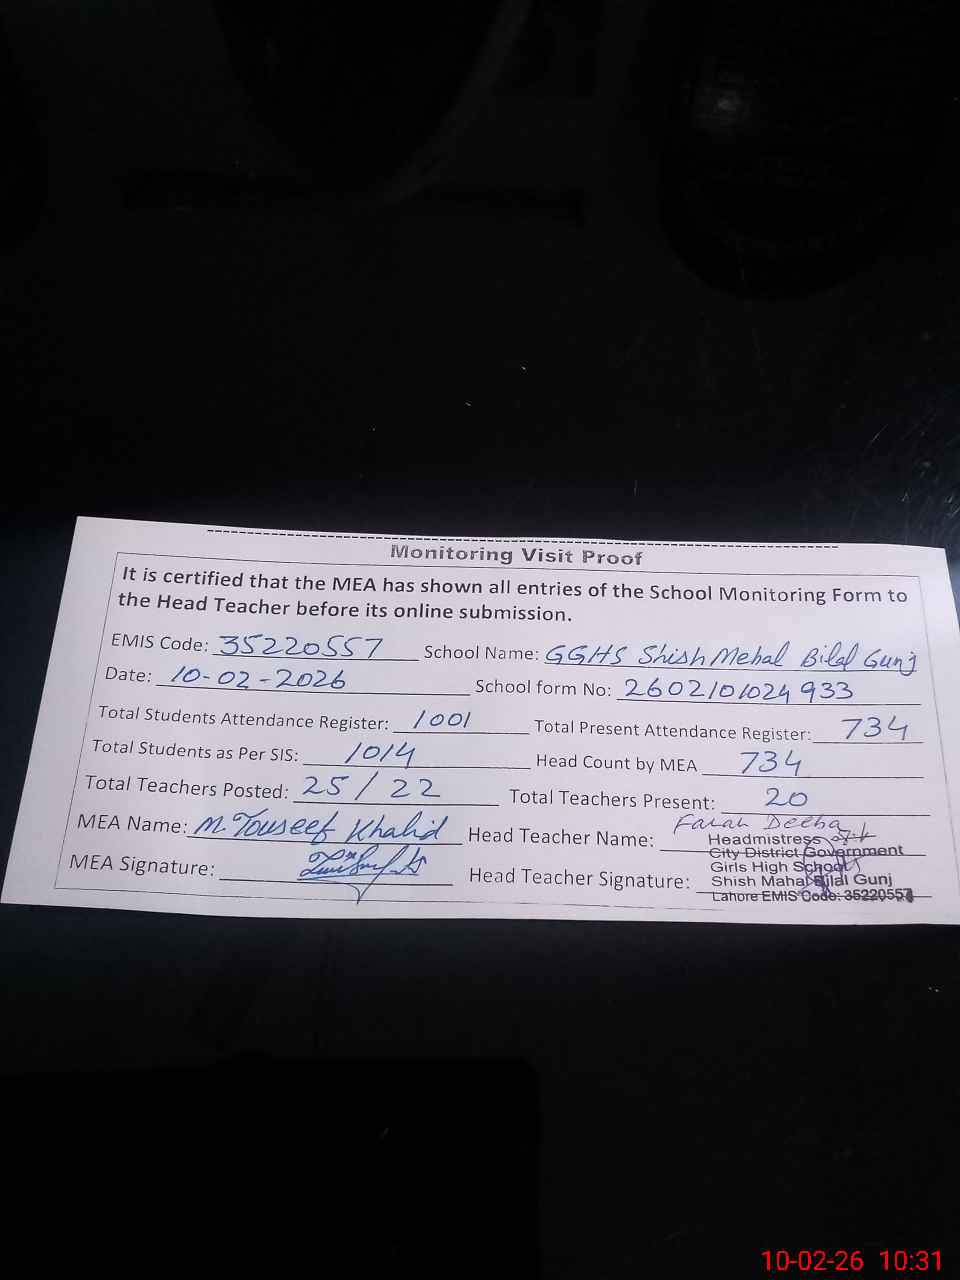 Monitoring Visit Proof
It is certified that the MEA has shown all entries of the School Monitoring Form to
the Head Teacher before its online submission.
EMIS Code: 35220557 School Name: GGHS Shish Mehal Bilal Gunj
Date: 10-02-2026 School form No: 2602101024933
Total Students Attendance Register: 1001 Total Present Attendance Register: 734
Total Students as Per SIS: 1014 Head Count by MEA 734
Total Teachers Posted: 25/22 Total Teachers Present: 20
MEA Name: M. Touseef Khalid Head Teacher Name: Farah Deeba
MEA Signature: Head Teacher Signature:
Headmistress
City District Government
Girls High School
Shish Mahal Bilal Gunj
Lahore EMIS Code: 35220557
10-02-26 10:31